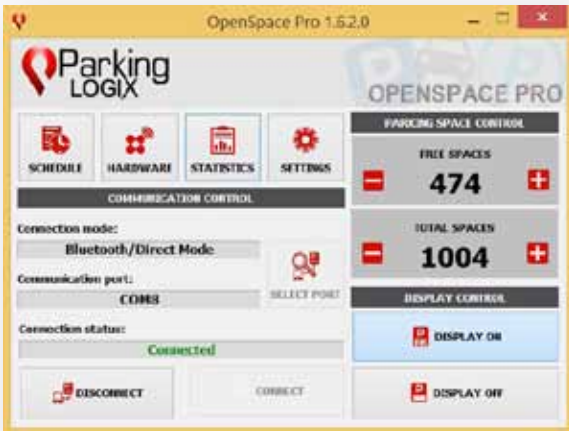 OpenSpace Pro 1.6.2.0
Parking
LOGIX
OPENSPACE PRO
SCHEDULE
HARDWARE
STATISTICS
SETTINGS
COMMUNICATION CONTROL
Connection mode:
Bluetooth/Direct Mode
Communication port:
COM8
SELECT PORT
Connection status:
Connected
DISCONNECT
CONNECT
PARKING SPACE CONTROL
FREE SPACES
474
TOTAL SPACES
1004
DISPLAY CONTROL
DISPLAY ON
DISPLAY OFF